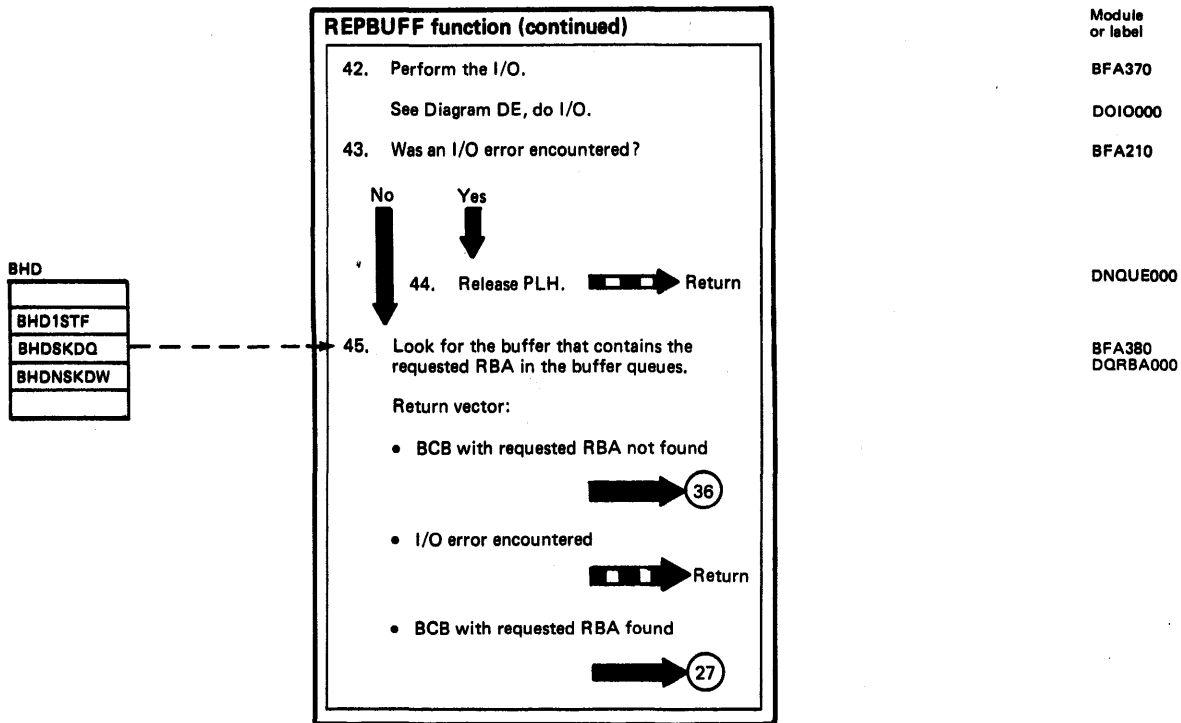 REPBUFF function (continued)
Module
or label
42. Perform the I/O.
BFA370
See Diagram DE, do I/O.
DOIO000
43. Was an I/O error encountered?
BFA210
No Yes
44. Release PLH. Return
DNQUE000
BHD
BHD1STF
BHDSKDQ
BHDNSKDW
45. Look for the buffer that contains the
requested RBA in the buffer queues.
BFA380
DQRBA000
Return vector:
• BCB with requested RBA not found
36
• I/O error encountered
Return
• BCB with requested RBA found
27